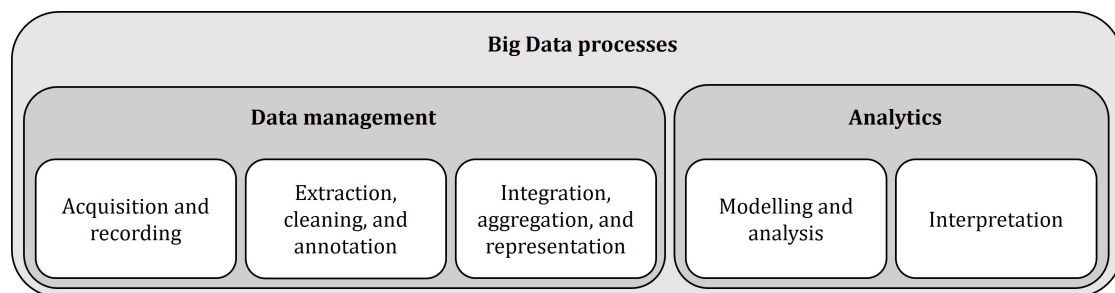 Big Data processes
Data management
Acquisition and
recording
Extraction,
cleaning, and
annotation
Integration,
aggregation, and
representation
Analytics
Modelling and
analysis
Interpretation